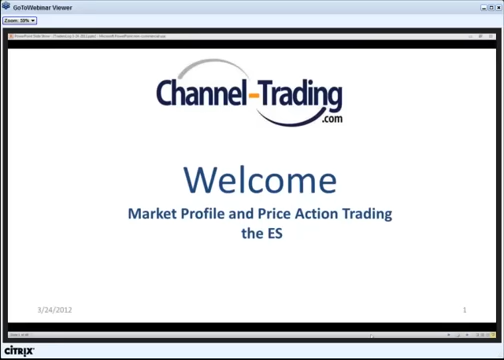 GoToWebinar Viewer
Zoom: 39%
Channel-Trading
.com
Welcome
Market Profile and Price Action Trading
the ES
3/24/2012
1
CITRIX